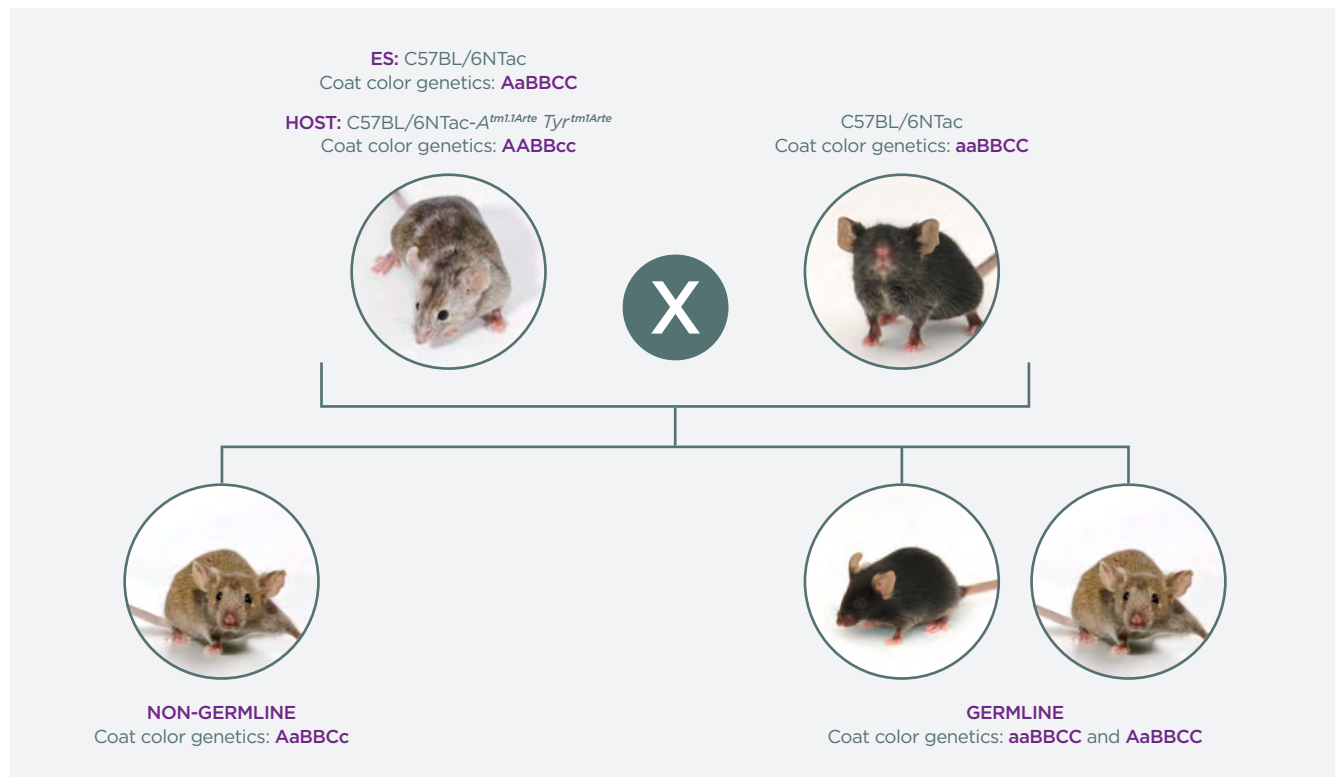 ES: C57BL/6NTac
Coat color genetics: AaBBCC
HOST: C57BL/6NTac-Atm1.1Arte Tyrtm1Arte
Coat color genetics: AABBcc
C57BL/6NTac
Coat color genetics: aaBBCC
X
NON-GERMLINE
Coat color genetics: AaBBCc
GERMLINE
Coat color genetics: aaBBCC and AaBBCC